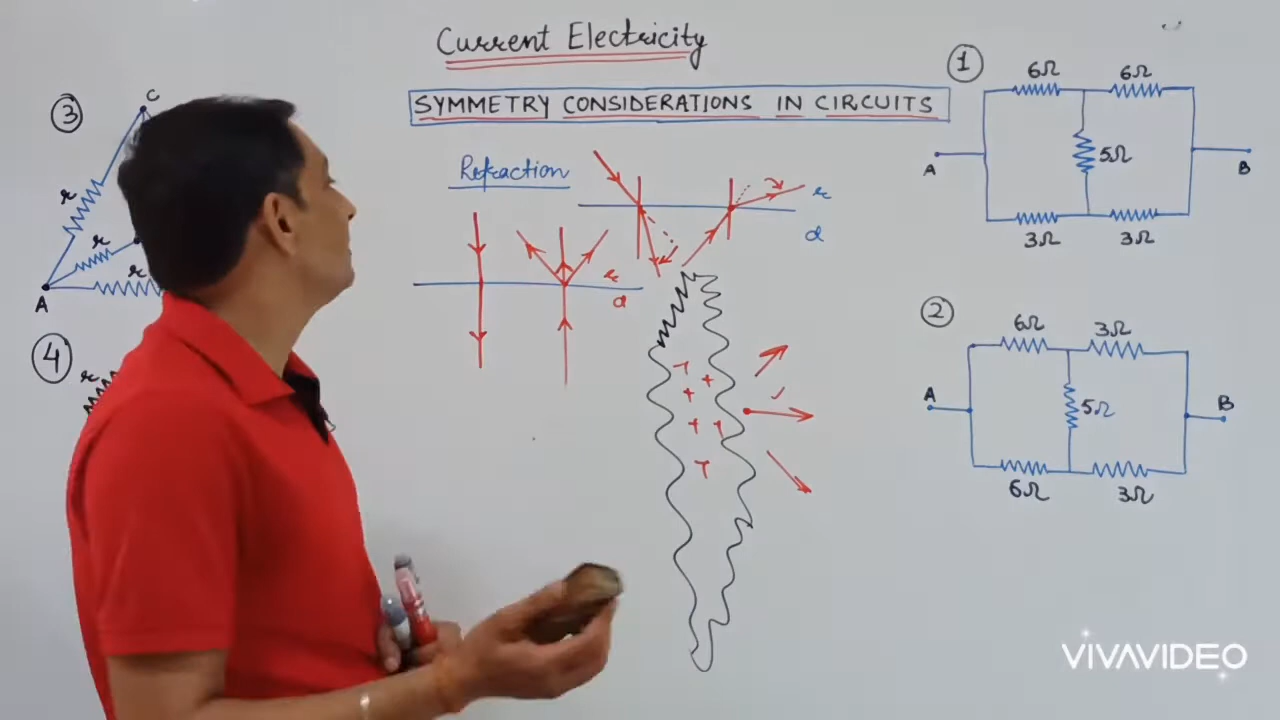 Current Electricity
SYMMETRY CONSIDERATIONS IN CIRCUITS
Refraction
r
d
r
d
1
6Ω 6Ω
5Ω
A B
3Ω 3Ω
2
6Ω 3Ω
A B
5Ω
6Ω 3Ω
3
C
r
r
r
A
4
r
VIVAVIDEO